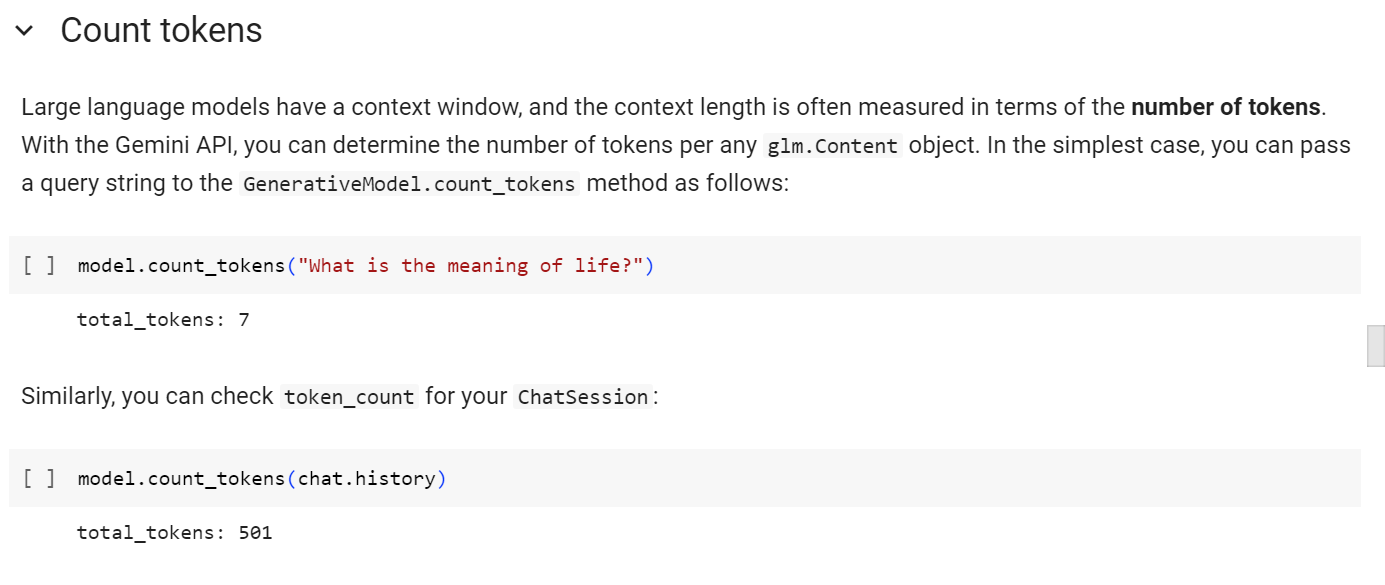 Count tokens
Large language models have a context window, and the context length is often measured in terms of the number of tokens.
With the Gemini API, you can determine the number of tokens per any glm.Content object. In the simplest case, you can pass
a query string to the GenerativeModel.count_tokens method as follows:
[ ] model.count_tokens("What is the meaning of life?")
total_tokens: 7
Similarly, you can check token_count for your ChatSession:
[ ] model.count_tokens(chat.history)
total_tokens: 501